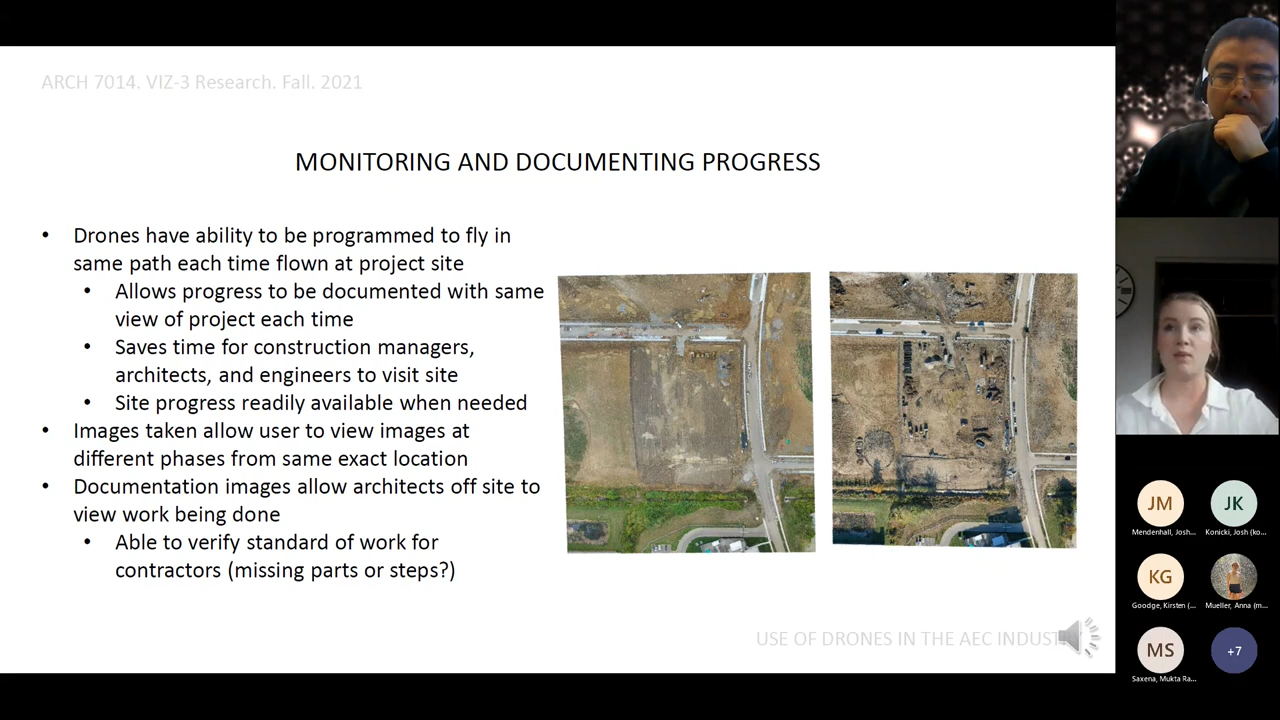 ARCH 7014. VIZ-3 Research. Fall. 2021
MONITORING AND DOCUMENTING PROGRESS
• Drones have ability to be programmed to fly in
same path each time flown at project site
• Allows progress to be documented with same
view of project each time
• Saves time for construction managers,
architects, and engineers to visit site
• Site progress readily available when needed
• Images taken allow user to view images at
different phases from same exact location
• Documentation images allow architects off site to
view work being done
• Able to verify standard of work for
contractors (missing parts or steps?)
USE OF DRONES IN THE AEC INDUST
JM
JK
Mendenhall, Josh...
Konicki, Josh (ko...
KG
Goodge, Kirsten (...
Mueller, Anna (m...
MS
+7
Saxena, Mukta Ra...